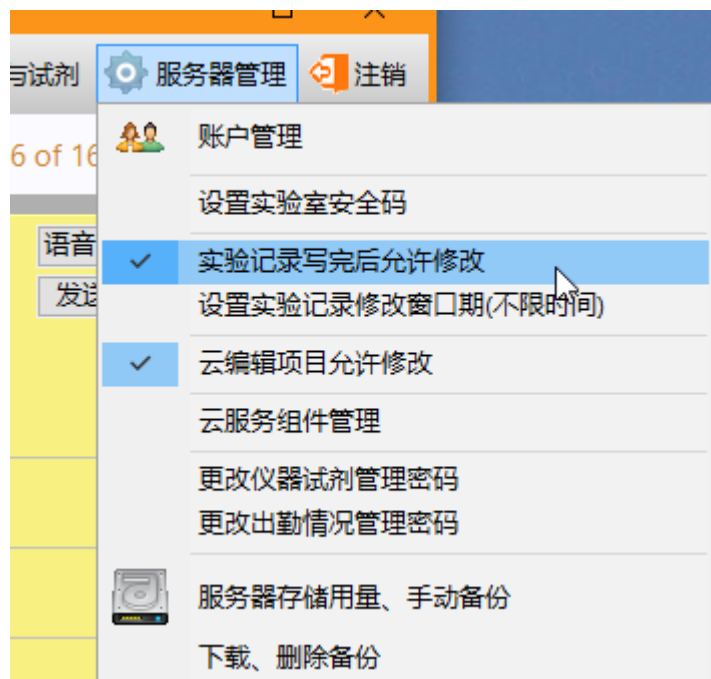 与试剂 服务器管理 注销
6 of 16
账户管理
设置实验室安全码
语音
实验记录写完后允许修改
发送
设置实验记录修改窗口期(不限时间)
云编辑项目允许修改
云服务组件管理
更改仪器试剂管理密码
更改出勤情况管理密码
服务器存储用量、手动备份
下载、删除备份